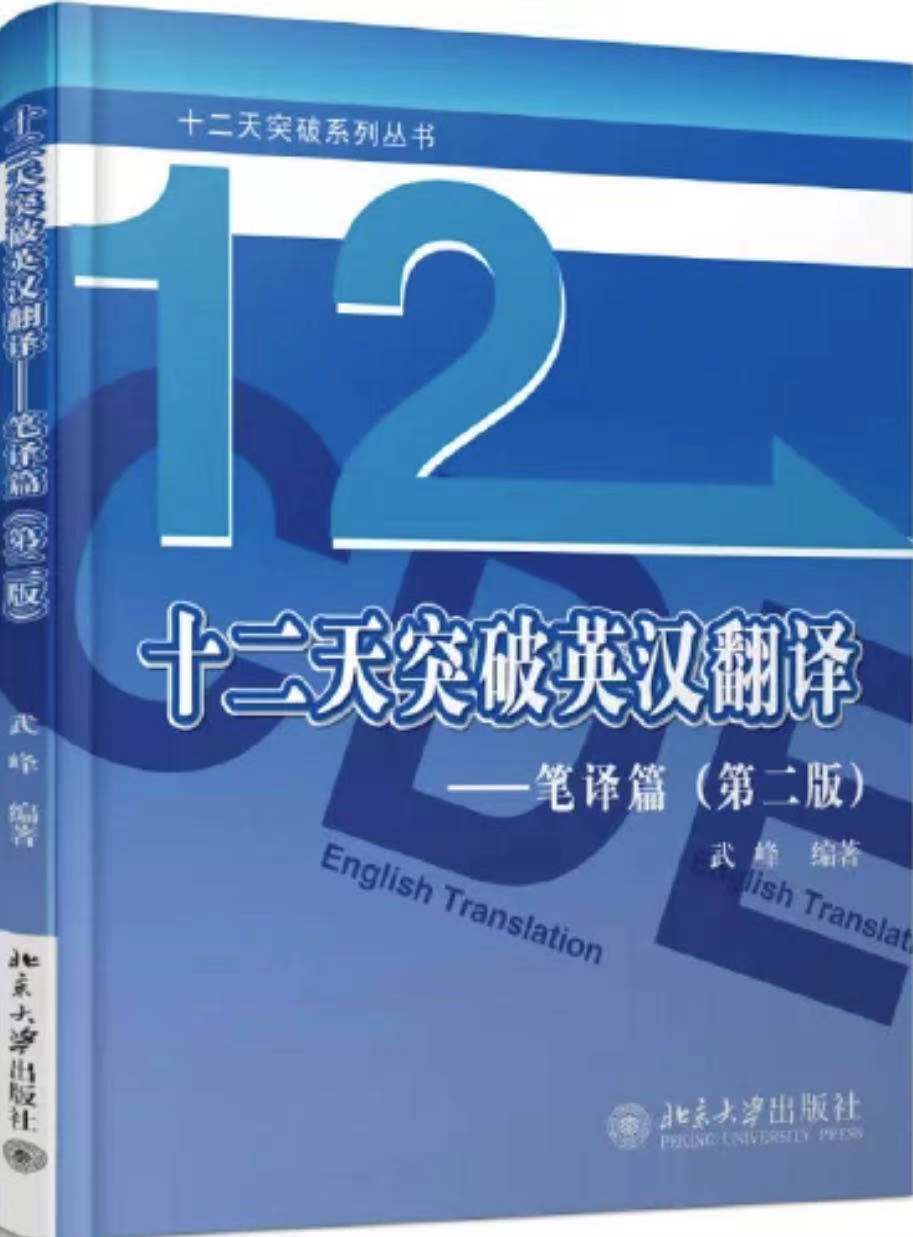 十二天突破系列丛书
12
CDE
十二天突破英汉翻译
——笔译篇（第二版）
武 峰 编著
English Translation
English Translat
北京大学出版社
PEKING UNIVERSITY PRESS
十二天突破英汉翻译——笔译篇（第二版）
武 峰 编著
北京大学出版社